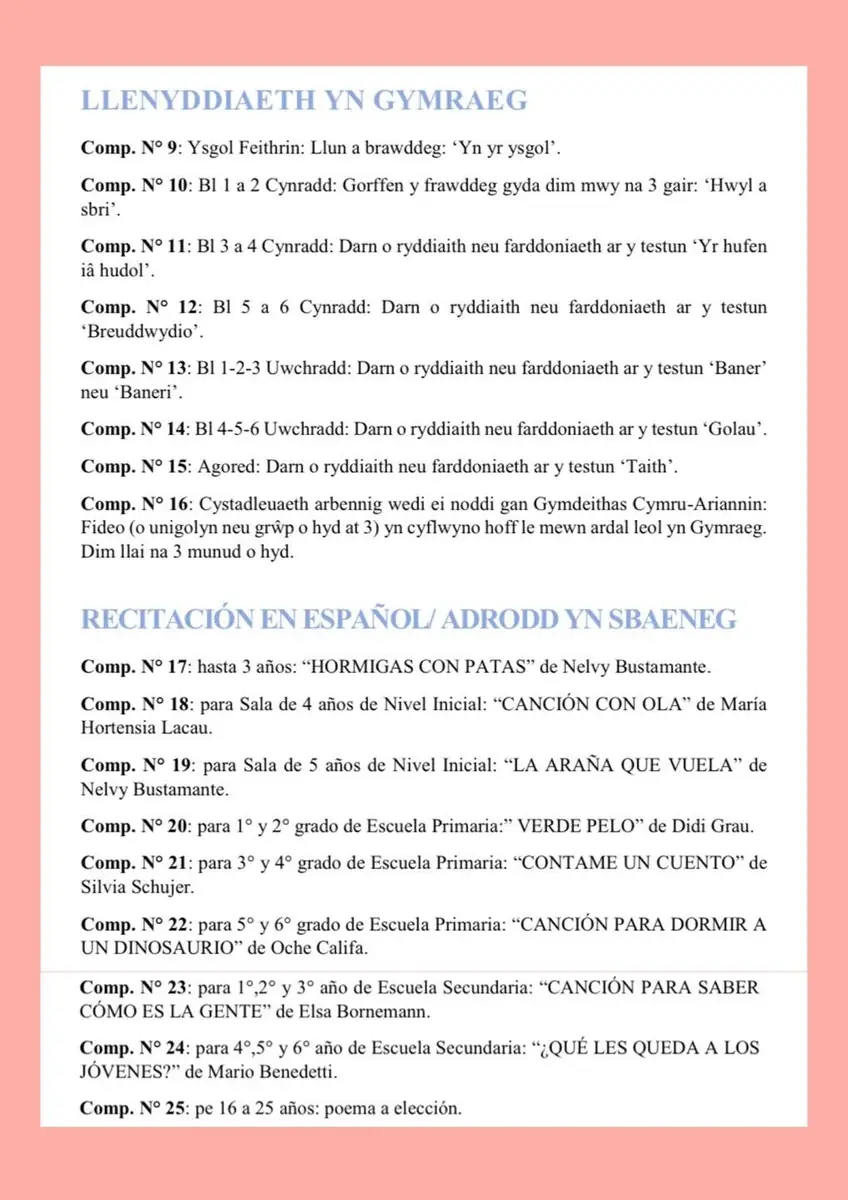 LLENYDDIAETH YN GYMRAEG
Comp. N° 9: Ysgol Feithrin: Llun a brawddeg: ‘Yn yr ysgol’.
Comp. N° 10: Bl 1 a 2 Cynradd: Gorffen y frawddeg gyda dim mwy na 3 gair: ‘Hwyl a
sbri’.
Comp. N° 11: Bl 3 a 4 Cynradd: Darn o ryddiaith neu farddoniaeth ar y testun ‘Yr hufen
iâ hudol’.
Comp. N° 12: Bl 5 a 6 Cynradd: Darn o ryddiaith neu farddoniaeth ar y testun
‘Breuddwydio’.
Comp. N° 13: Bl 1-2-3 Uwchradd: Darn o ryddiaith neu farddoniaeth ar y testun ‘Baner’
neu ‘Baneri’.
Comp. N° 14: Bl 4-5-6 Uwchradd: Darn o ryddiaith neu farddoniaeth ar y testun ‘Golau’.
Comp. N° 15: Agored: Darn o ryddiaith neu farddoniaeth ar y testun ‘Taith’.
Comp. N° 16: Cystadleuaeth arbennig wedi ei noddi gan Gymdeithas Cymru-Ariannin:
Fideo (o unigolyn neu grŵp o hyd at 3) yn cyflwyno hoff le mewn ardal leol yn Gymraeg.
Dim llai na 3 munud o hyd.
RECITACIÓN EN ESPAÑOL/ ADRODD YN SBAENEG
Comp. N° 17: hasta 3 años: “HORMIGAS CON PATAS” de Nelvy Bustamante.
Comp. N° 18: para Sala de 4 años de Nivel Inicial: “CANCIÓN CON OLA” de María
Hortensia Lacau.
Comp. N° 19: para Sala de 5 años de Nivel Inicial: “LA ARAÑA QUE VUELA” de
Nelvy Bustamante.
Comp. N° 20: para 1° y 2° grado de Escuela Primaria:” VERDE PELO” de Didi Grau.
Comp. N° 21: para 3° y 4° grado de Escuela Primaria: “CONTAME UN CUENTO” de
Silvia Schujer.
Comp. N° 22: para 5° y 6° grado de Escuela Primaria: “CANCIÓN PARA DORMIR A
UN DINOSAURIO” de Oche Califa.
Comp. N° 23: para 1°,2° y 3° año de Escuela Secundaria: “CANCIÓN PARA SABER
CÓMO ES LA GENTE” de Elsa Bornemann.
Comp. N° 24: para 4°,5° y 6° año de Escuela Secundaria: “¿QUÉ LES QUEDA A LOS
JÓVENES?” de Mario Benedetti.
Comp. N° 25: pe 16 a 25 años: poema a elección.